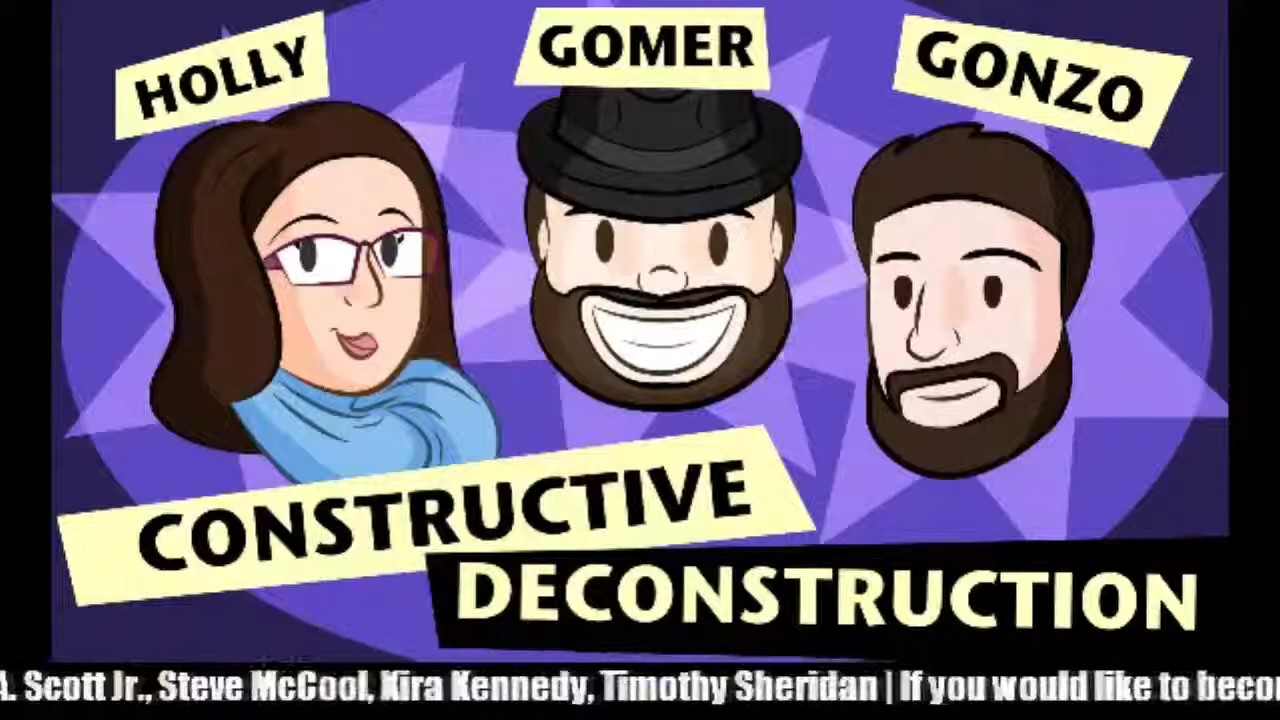 HOLLY
GOMER
GONZO
CONSTRUCTIVE
DECONSTRUCTION
A. Scott Jr., Steve McCool, Kira Kennedy, Timothy Sheridan | If you would like to